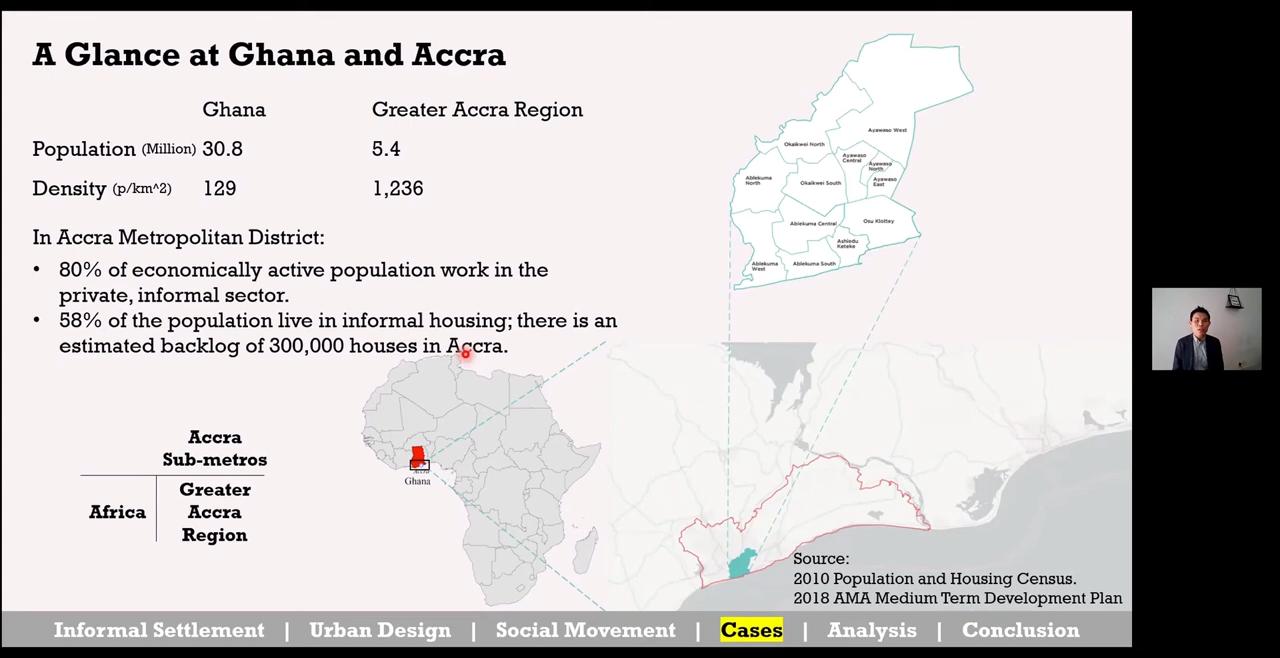 A Glance at Ghana and Accra
Ghana Greater Accra Region
Population (Million) 30.8 5.4
Density (p/km^2) 129 1,236
In Accra Metropolitan District:
• 80% of economically active population work in the
private, informal sector.
• 58% of the population live in informal housing; there is an
estimated backlog of 300,000 houses in Accra.
Accra
Sub-metros
Africa
Greater
Accra
Region
Accra
Ghana
Ayawaso West
Okaikwei North
Ayawaso
Central
Ayawaso
North
Ayawaso
East
Ablekuma
North
Okaikwei South
Ablekuma Central
Osu Klottey
Ashiedu
Keteke
Ablekuma
West
Ablekuma South
Source:
2010 Population and Housing Census.
2018 AMA Medium Term Development Plan
Informal Settlement | Urban Design | Social Movement | Cases | Analysis | Conclusion